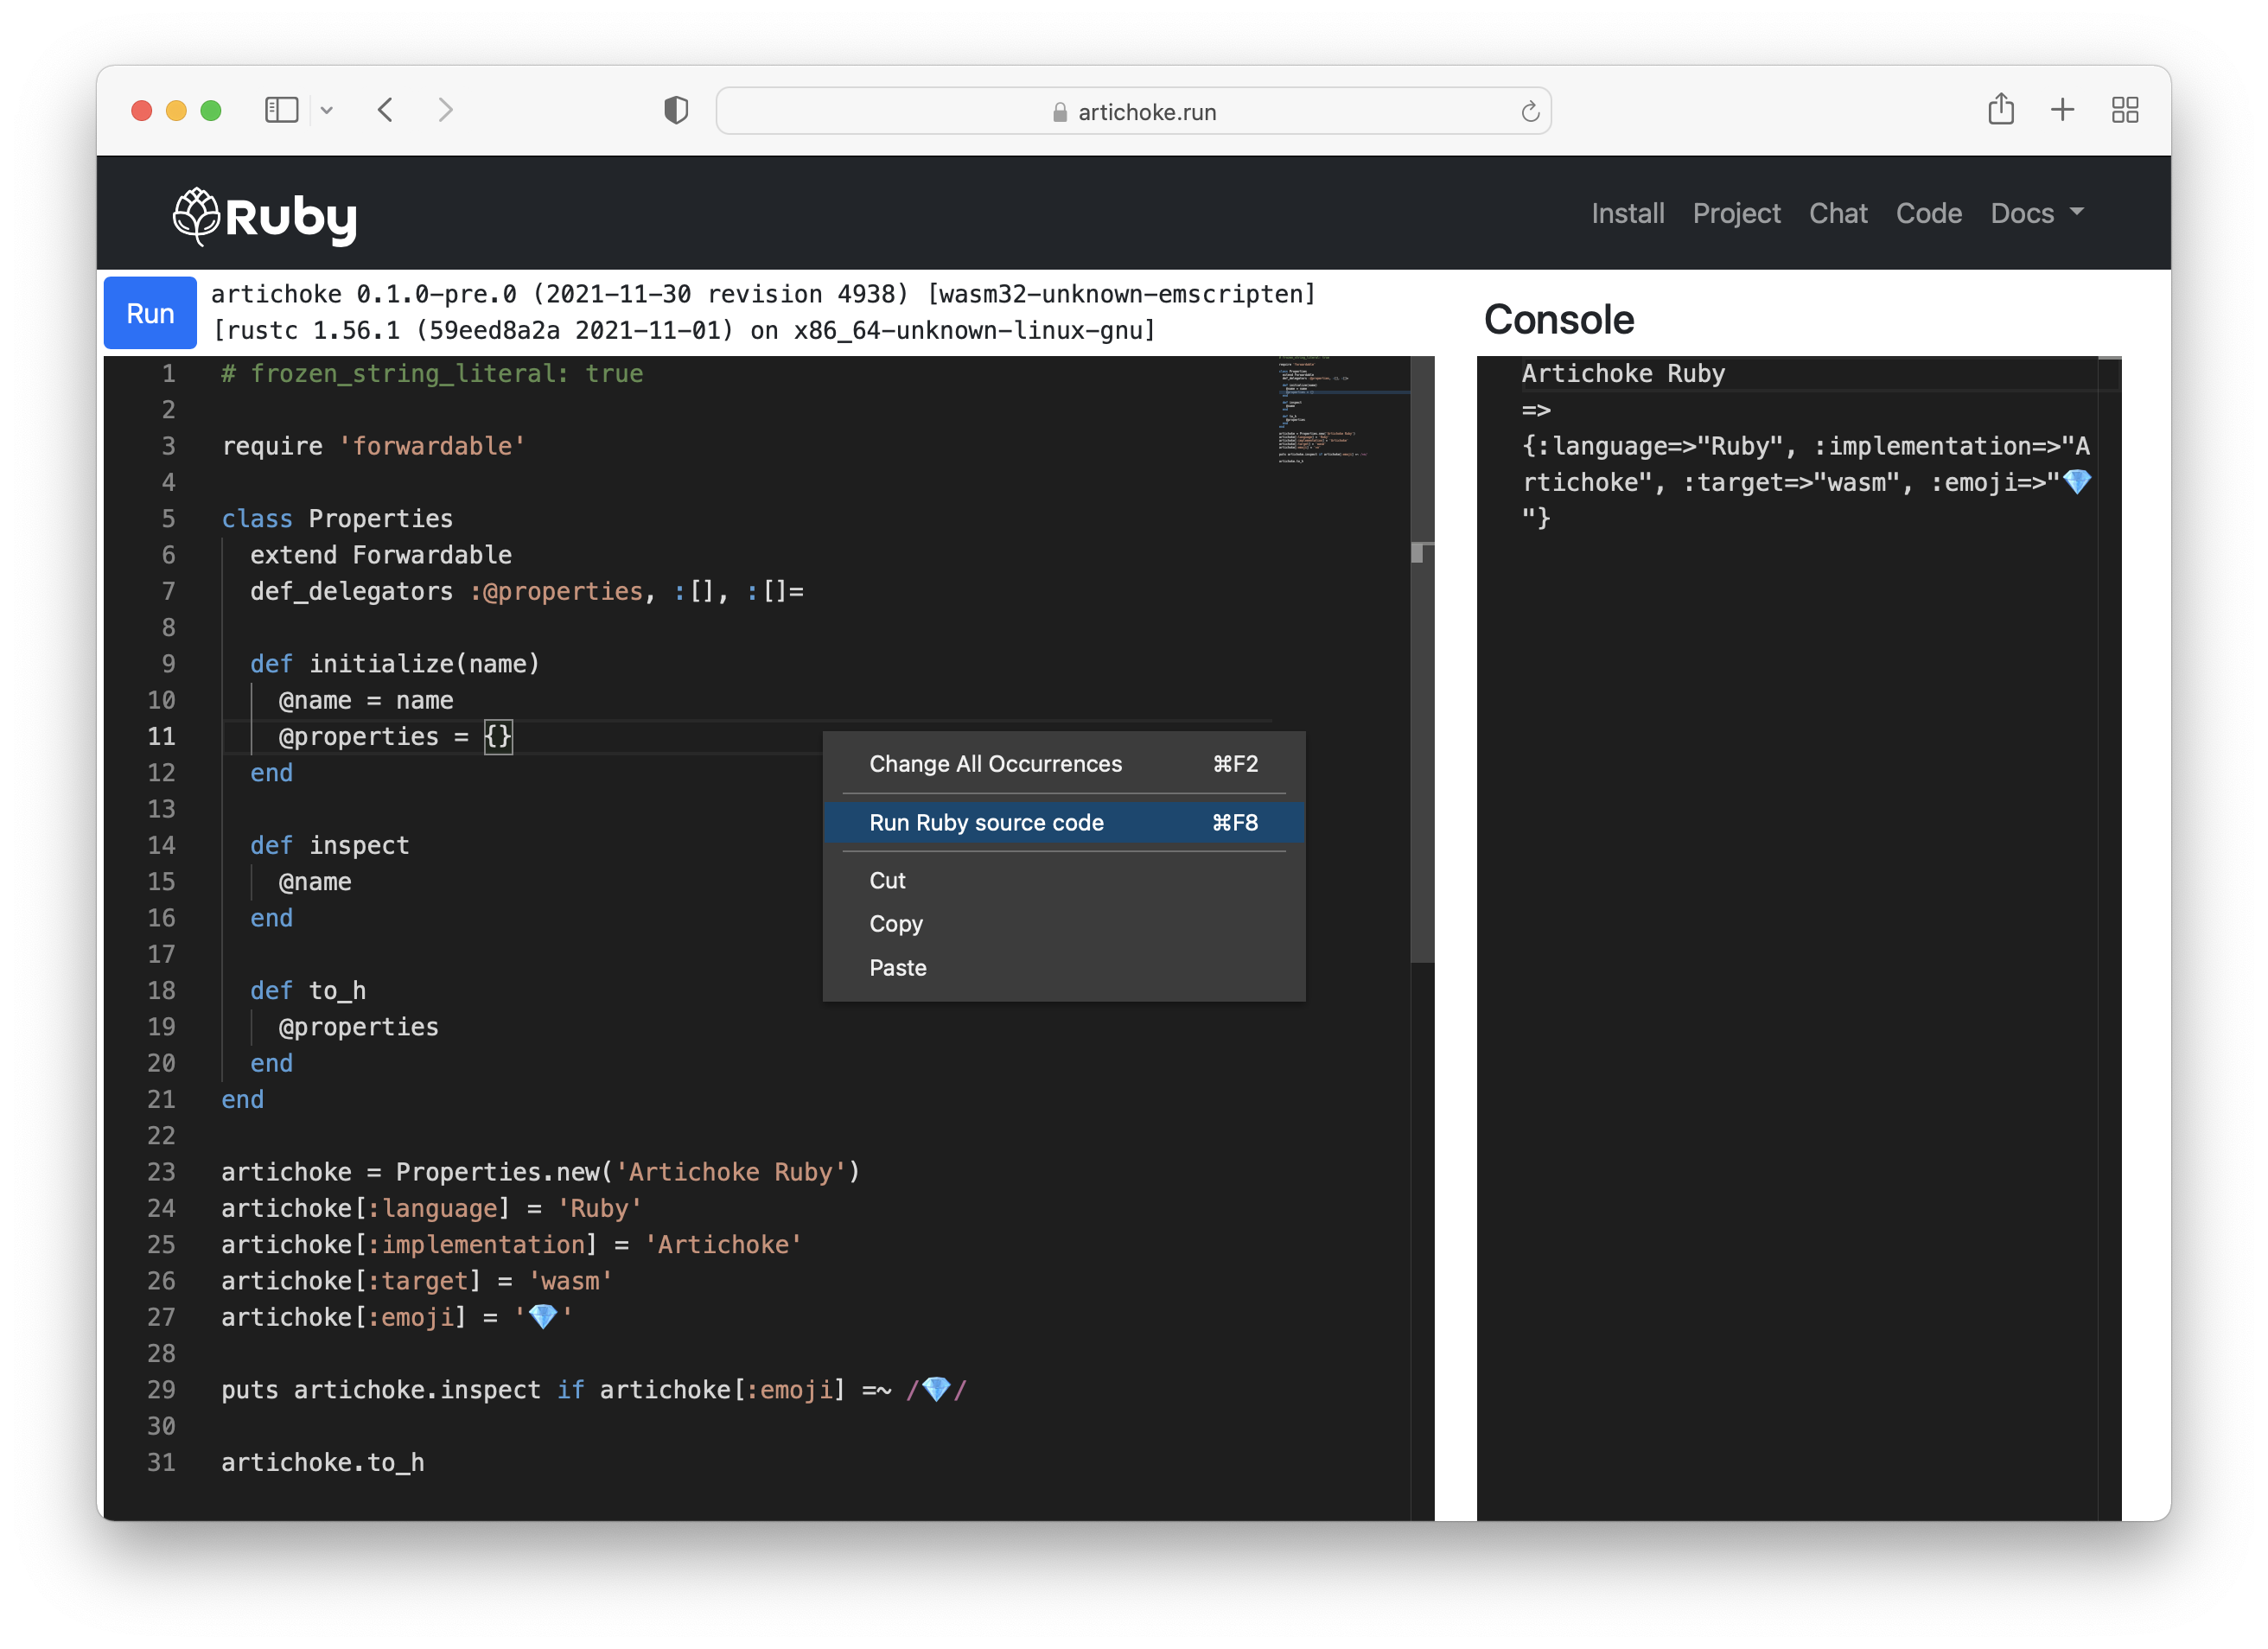 artichoke.run
Ruby
Install Project Chat Code Docs
Run
artichoke 0.1.0-pre.0 (2021-11-30 revision 4938) [wasm32-unknown-emscripten]
[rustc 1.56.1 (59eed8a2a 2021-11-01) on x86_64-unknown-linux-gnu]
1 # frozen_string_literal: true
2
3 require 'forwardable'
4
5 class Properties
6   extend Forwardable
7   def_delegators :@properties, :[], :[]=
8
9   def initialize(name)
10     @name = name
11     @properties = {}
12   end
13
14   def inspect
15     @name
16   end
17
18   def to_h
19     @properties
20   end
21 end
22
23 artichoke = Properties.new('Artichoke Ruby')
24 artichoke[:language] = 'Ruby'
25 artichoke[:implementation] = 'Artichoke'
26 artichoke[:target] = 'wasm'
27 artichoke[:emoji] = '💎'
28
29 puts artichoke.inspect if artichoke[:emoji] =~ /💎/
30
31 artichoke.to_h
Change All Occurrences ⌘F2
Run Ruby source code ⌘F8
Cut
Copy
Paste
Console
Artichoke Ruby
=>
{:language=>"Ruby", :implementation=>"A
rtichoke", :target=>"wasm", :emoji=>"💎
"}